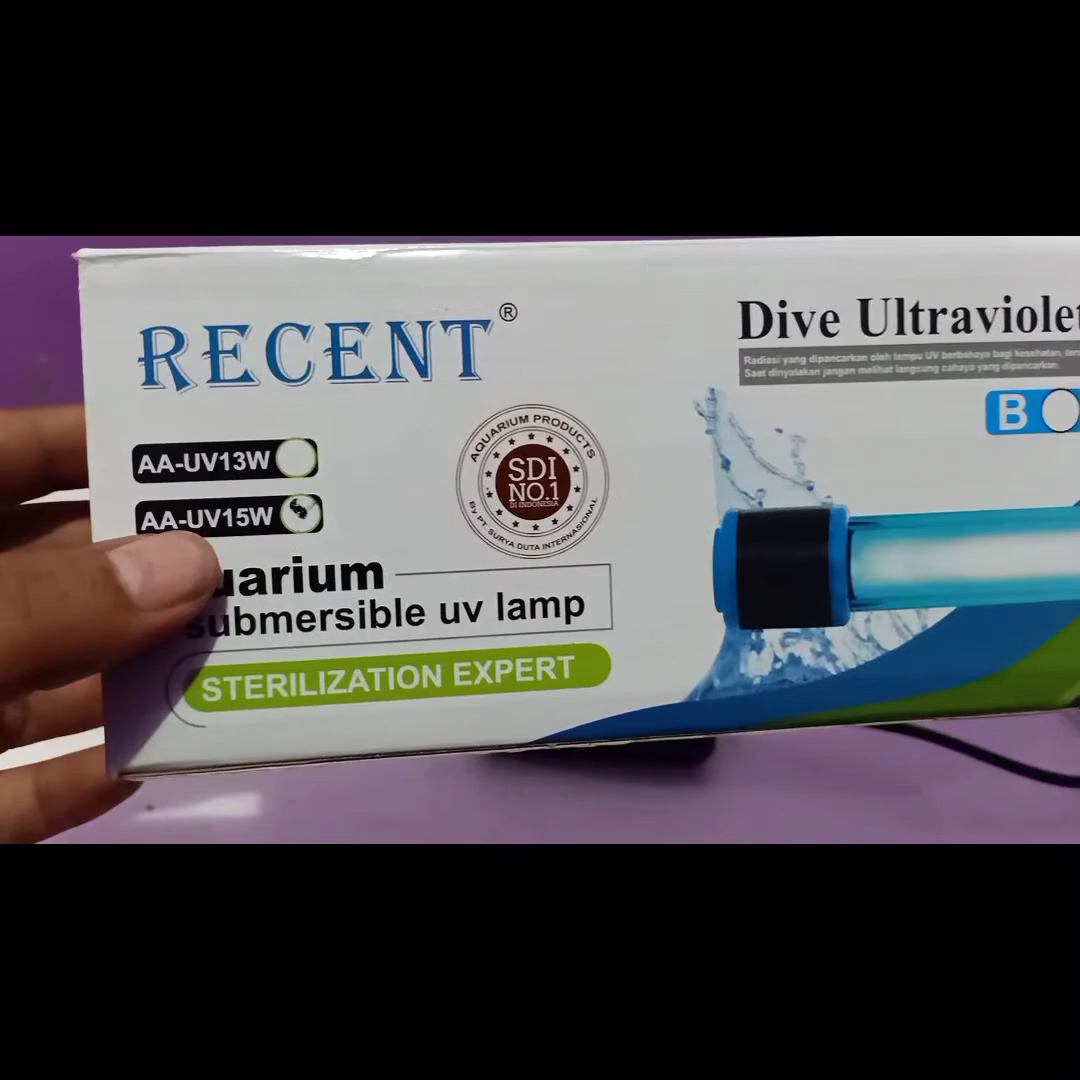 RECENT®
Dive Ultraviolet
Radiasi yang dipancarkan oleh lampu UV berbahaya bagi kesehatan,
Saat dinyalakan jangan melihat langsung cahaya yang dipancarkan.
B
AA-UV13W
AA-UV15W
AQUARIUM PRODUCTS
SDI
NO.1
DI INDONESIA
By PT. SURYA DUTA INTERNASIONAL
uarium
submersible uv lamp
STERILIZATION EXPERT